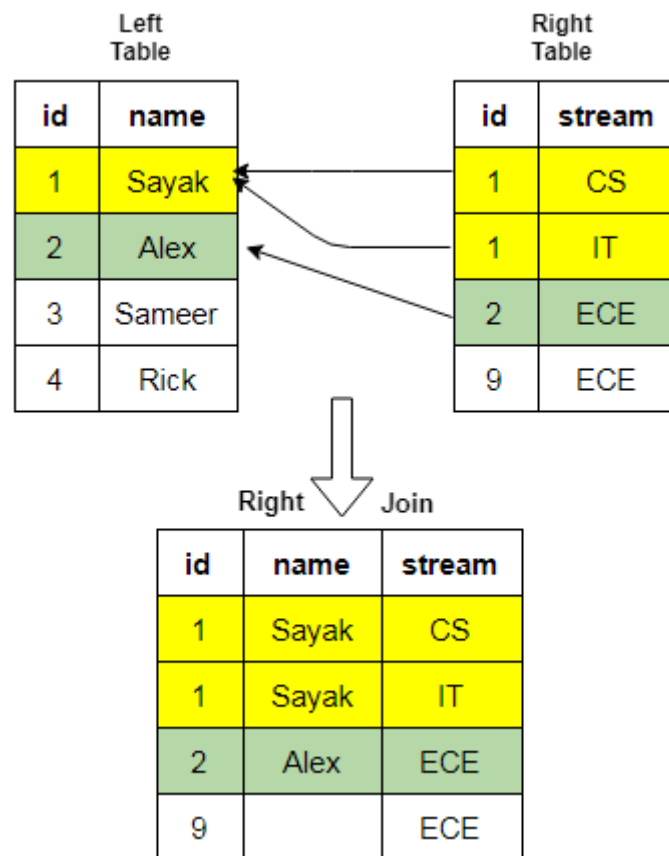 Left
Table
Right
Table
id name
1 Sayak
2 Alex
3 Sameer
4 Rick
id stream
1 CS
1 IT
2 ECE
9 ECE
Right Join
id name stream
1 Sayak CS
1 Sayak IT
2 Alex ECE
9 ECE